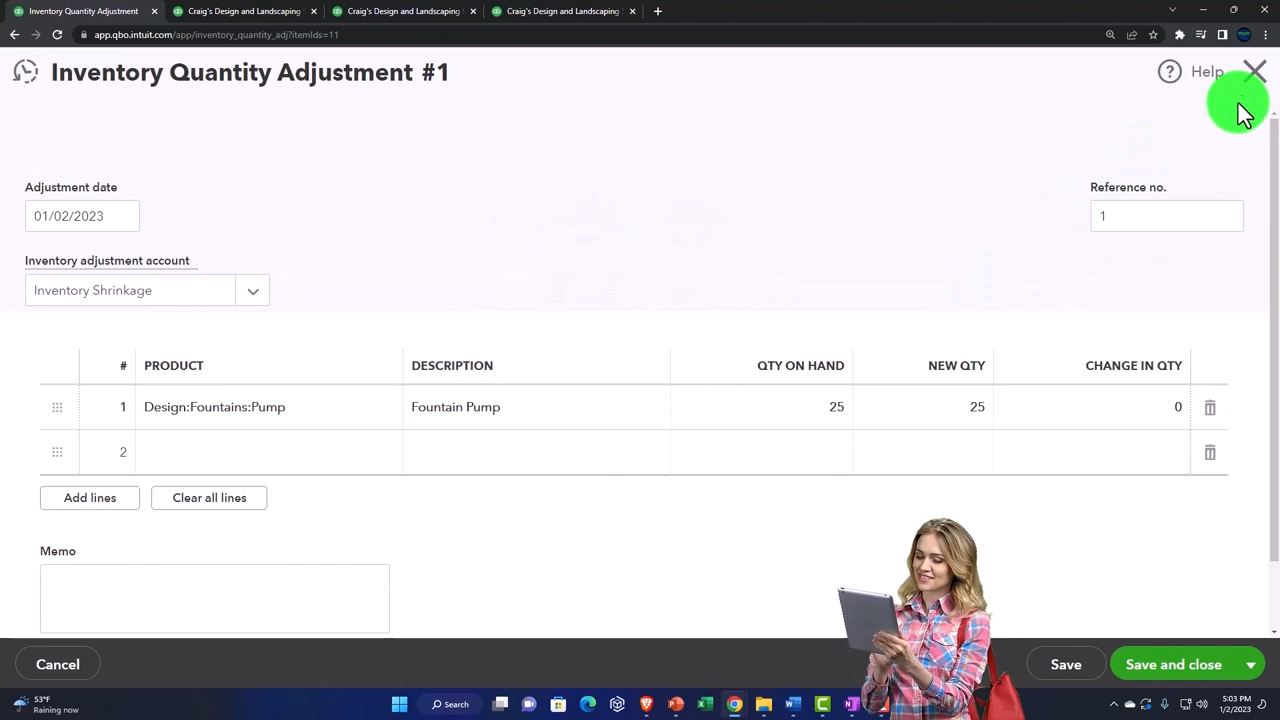 Inventory Quantity Adjustment
Craig's Design and Landscaping
Craig's Design and Landscaping
Craig's Design and Landscaping
app.qbo.intuit.com/app/inventory_quantity_adj?itemIds=11
Inventory Quantity Adjustment #1
Help
Adjustment date
Reference no.
01/02/2023
1
Inventory adjustment account
Inventory Shrinkage
# PRODUCT DESCRIPTION QTY ON HAND NEW QTY CHANGE IN QTY
1 Design:Fountains:Pump Fountain Pump 25 25 0
2
Add lines Clear all lines
Memo
Cancel Save Save and close
53°F
Raining now
Search
5:03 PM
1/2/2023